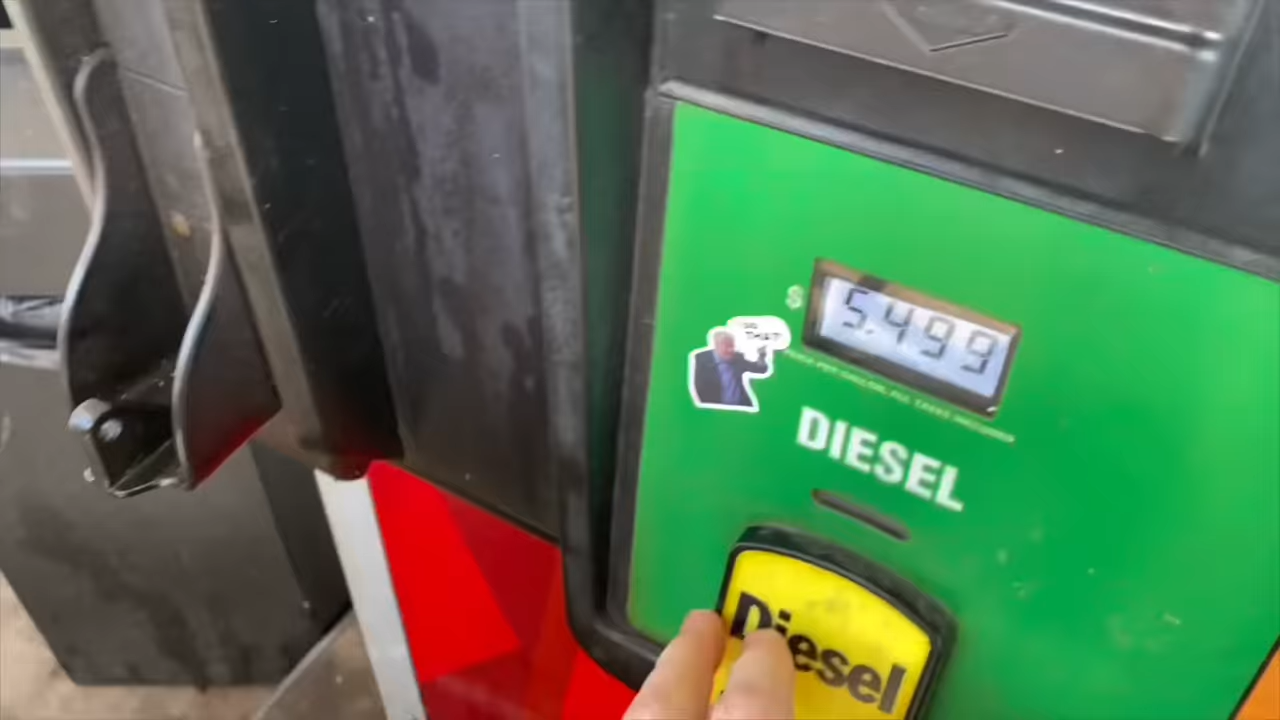 $
5.499
PRICE PER GALLON, ALL TAXES INCLUDED
DIESEL
Diesel